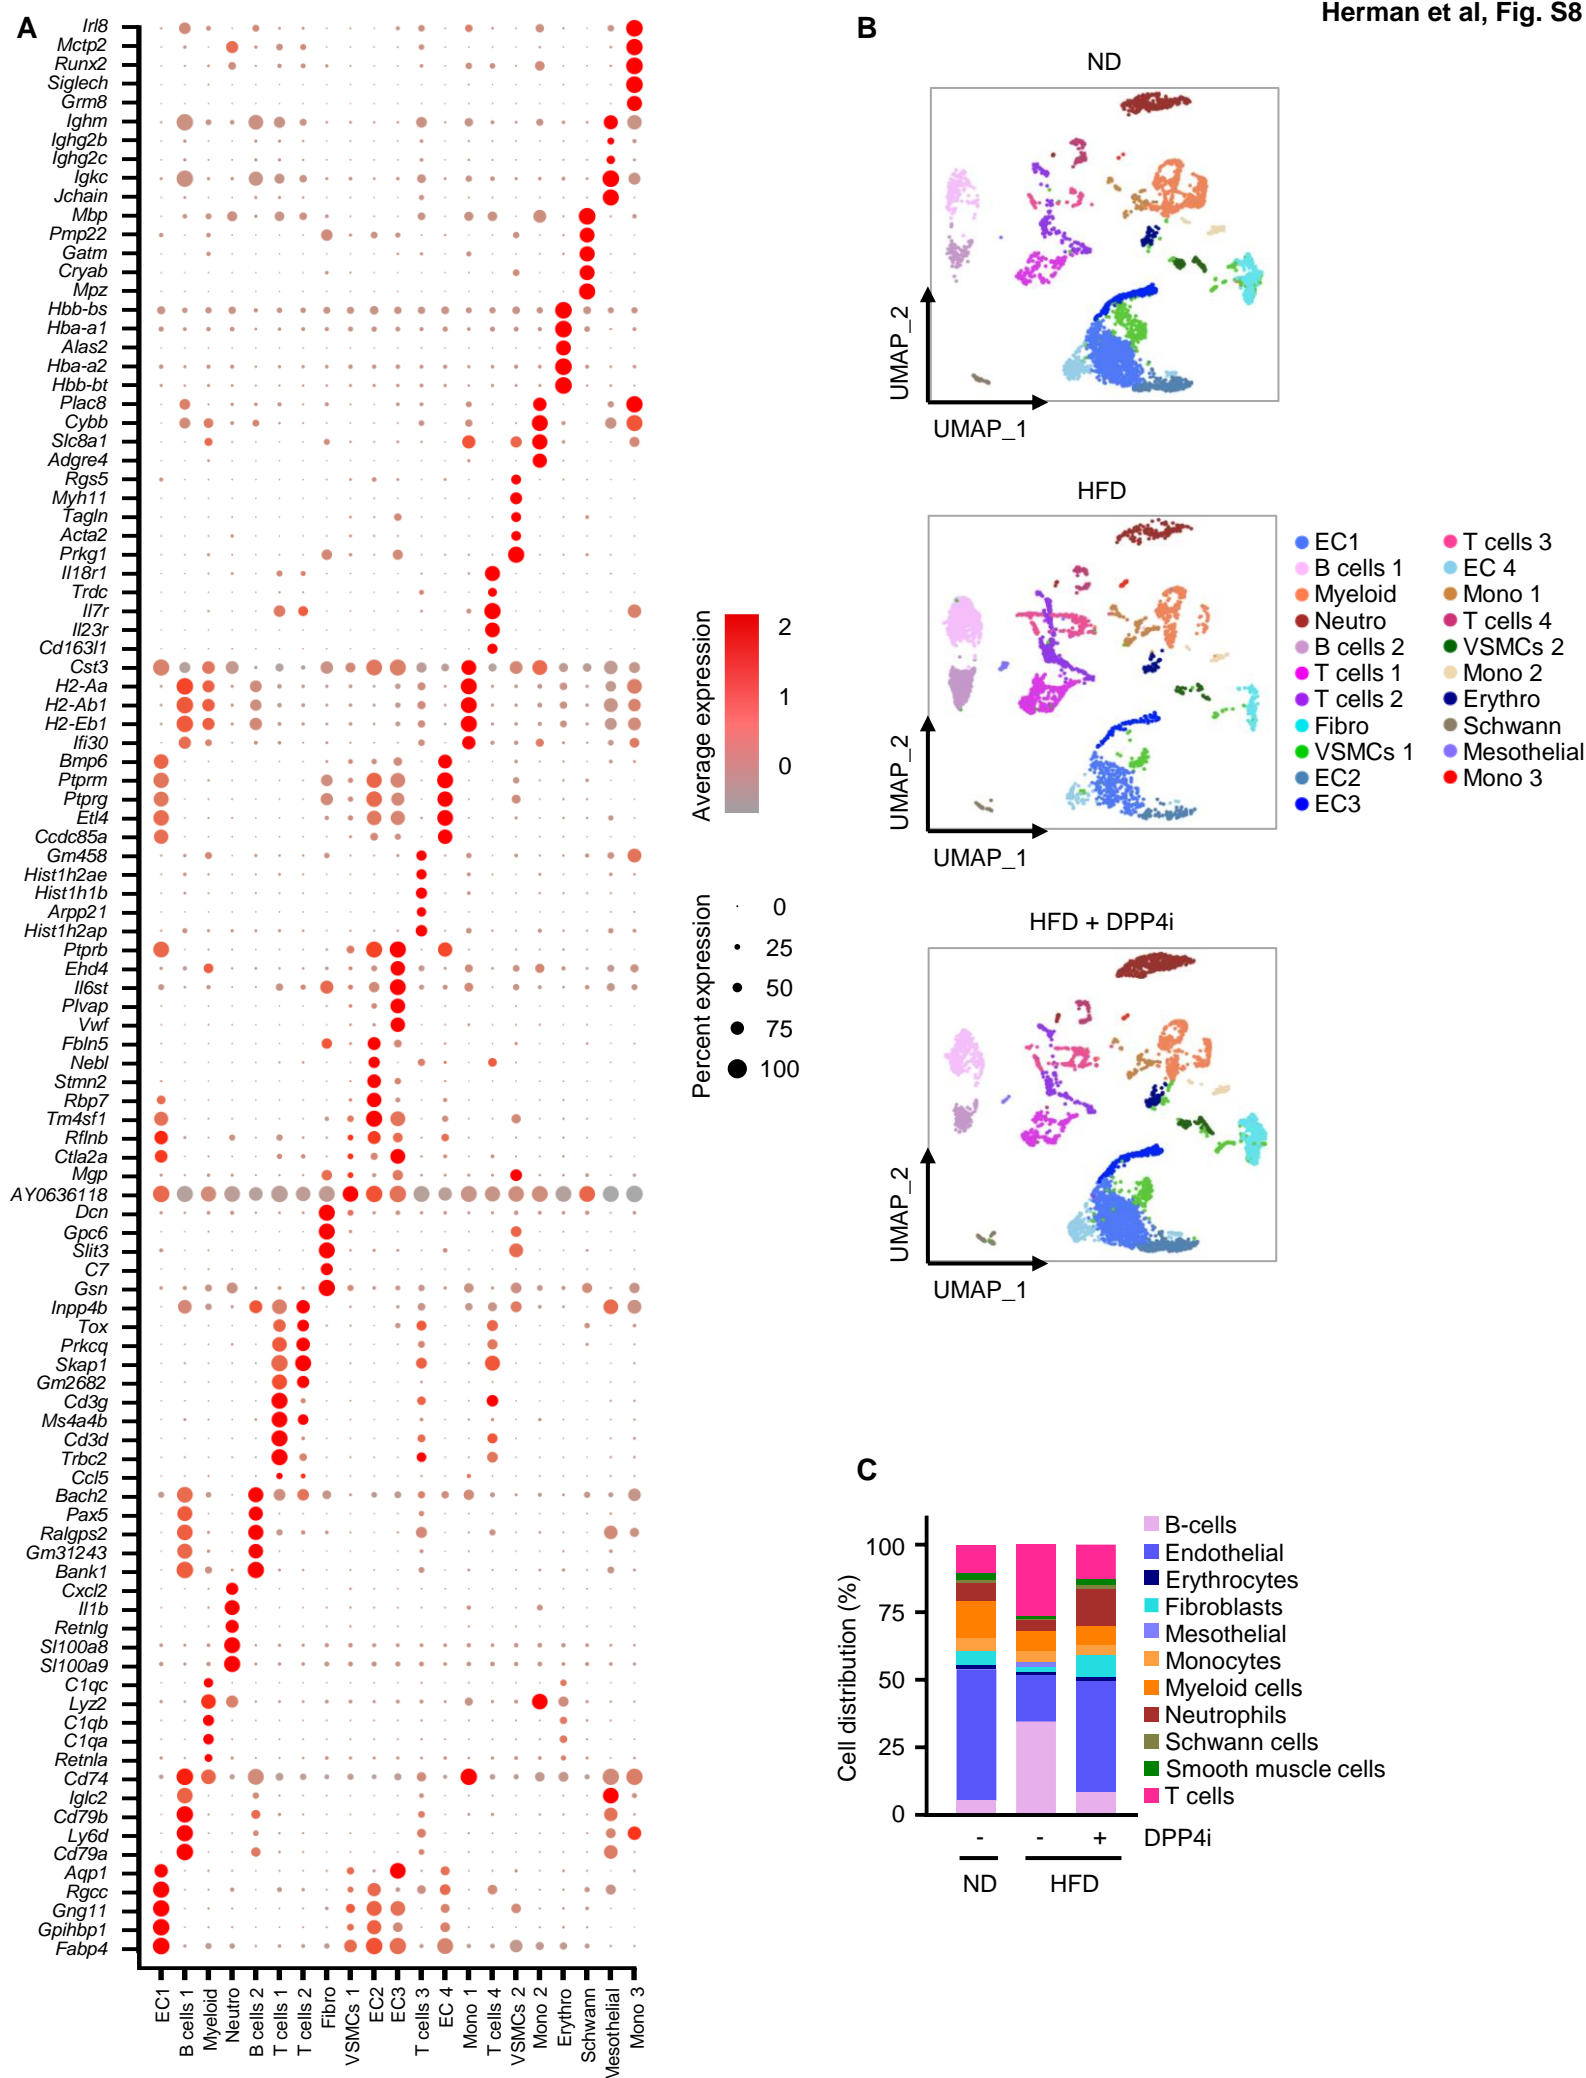 Herman et al, Fig. S8
A
Irl8
Mctp2
Runx2
Siglech
Grm8
Ighm
Ighg2b
Ighg2c
Igkc
Jchain
Mbp
Pmp22
Gatm
Cryab
Mpz
Hbb-bs
Hba-a1
Alas2
Hba-a2
Hbb-bt
Plac8
Cybb
Slc8a1
Adgre4
Rgs5
Myh11
Tagln
Acta2
Prkg1
Il18r1
Trdc
Il7r
Il23r
Cd163l1
Cst3
H2-Aa
H2-Ab1
H2-Eb1
Ifi30
Bmp6
Ptprm
Ptprg
Etl4
Ccdc85a
Gm458
Hist1h2ae
Hist1h1b
Arpp21
Hist1h2ap
Ptprb
Ehd4
Il6st
Plvap
Vwf
Fbln5
Nebl
Stmn2
Rbp7
Tm4sf1
Rflnb
Ctla2a
Mgp
AY0636118
Dcn
Gpc6
Slit3
C7
Gsn
Inpp4b
Tox
Prkcq
Skap1
Gm2682
Cd3g
Ms4a4b
Cd3d
Trbc2
Ccl5
Bach2
Pax5
Ralgps2
Gm31243
Bank1
Cxcl2
Il1b
Retnlg
Sl100a8
Sl100a9
C1qc
Lyz2
C1qb
C1qa
Retnla
Cd74
Iglc2
Cd79b
Ly6d
Cd79a
Aqp1
Rgcc
Gng11
Gpihbp1
Fabp4
EC1
B cells 1
Myeloid
Neutro
B cells 2
T cells 1
T cells 2
Fibro
VSMCs 1
EC2
EC3
T cells 3
EC 4
Mono 1
T cells 4
VSMCs 2
Mono 2
Erythro
Schwann
Mesothelial
Mono 3
Average expression
2
1
0
Percent expression
0
25
50
75
100
B
ND
UMAP_2
UMAP_1
HFD
UMAP_2
UMAP_1
EC1
B cells 1
Myeloid
Neutro
B cells 2
T cells 1
T cells 2
Fibro
VSMCs 1
EC2
EC3
T cells 3
EC 4
Mono 1
T cells 4
VSMCs 2
Mono 2
Erythro
Schwann
Mesothelial
Mono 3
HFD + DPP4i
UMAP_2
UMAP_1
C
Cell distribution (%)
100
75
50
25
0
B-cells
Endothelial
Erythrocytes
Fibroblasts
Mesothelial
Monocytes
Myeloid cells
Neutrophils
Schwann cells
Smooth muscle cells
T cells
- - + DPP4i
ND HFD